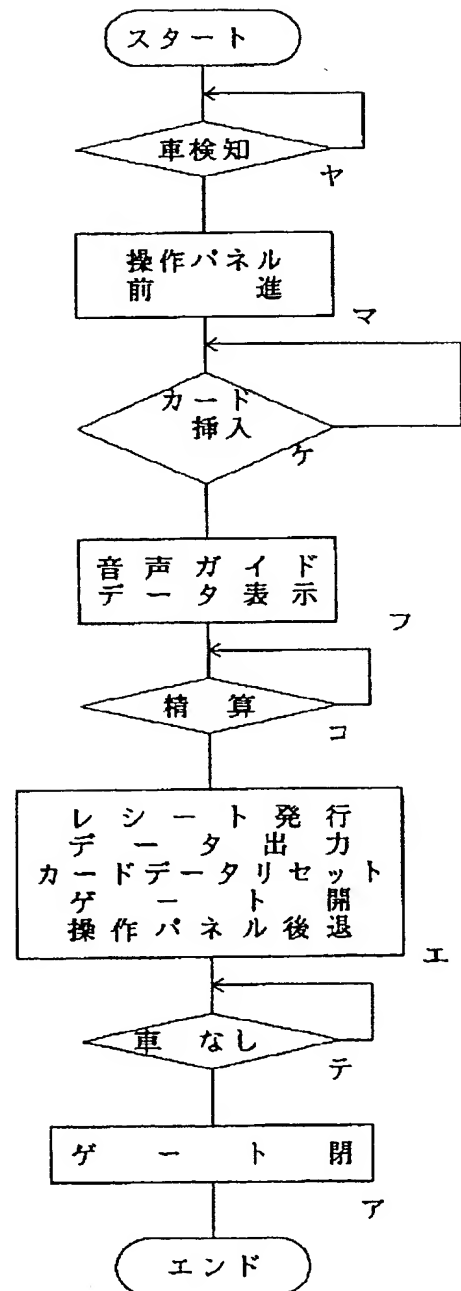 スタート
車検知
ヤ
操作パネル
前進
マ
カード
挿入
ケ
音声ガイド
データ表示
フ
精算
コ
レシート発行
データ出力
カードデータリセット
ゲート開
操作パネル後退
エ
車なし
テ
ゲート閉
ア
エンド